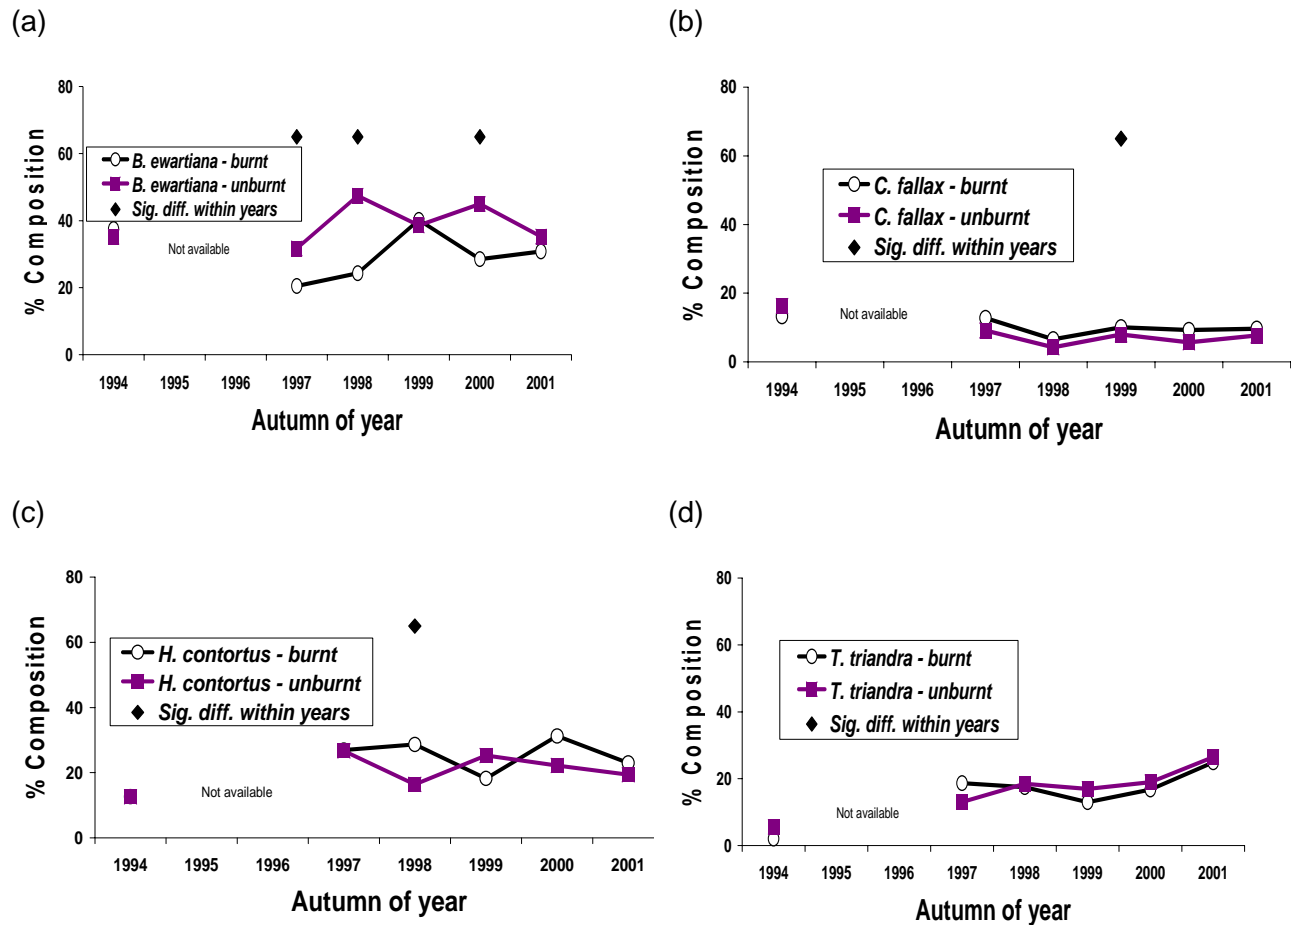 (a)
80
60
40
20
0
% Composition
B. ewartiana - burnt
B. ewartiana - unburnt
Sig. diff. within years
Not available
1994 1995 1996 1997 1998 1999 2000 2001
Autumn of year
(b)
80
60
40
20
0
% Composition
C. fallax - burnt
C. fallax - unburnt
Sig. diff. within years
Not available
1994 1995 1996 1997 1998 1999 2000 2001
Autumn of year
(c)
80
60
40
20
0
% Composition
H. contortus - burnt
H. contortus - unburnt
Sig. diff. within years
Not available
1994 1995 1996 1997 1998 1999 2000 2001
Autumn of year
(d)
80
60
40
20
0
% Composition
T. triandra - burnt
T. triandra - unburnt
Sig. diff. within years
Not available
1994 1995 1996 1997 1998 1999 2000 2001
Autumn of year